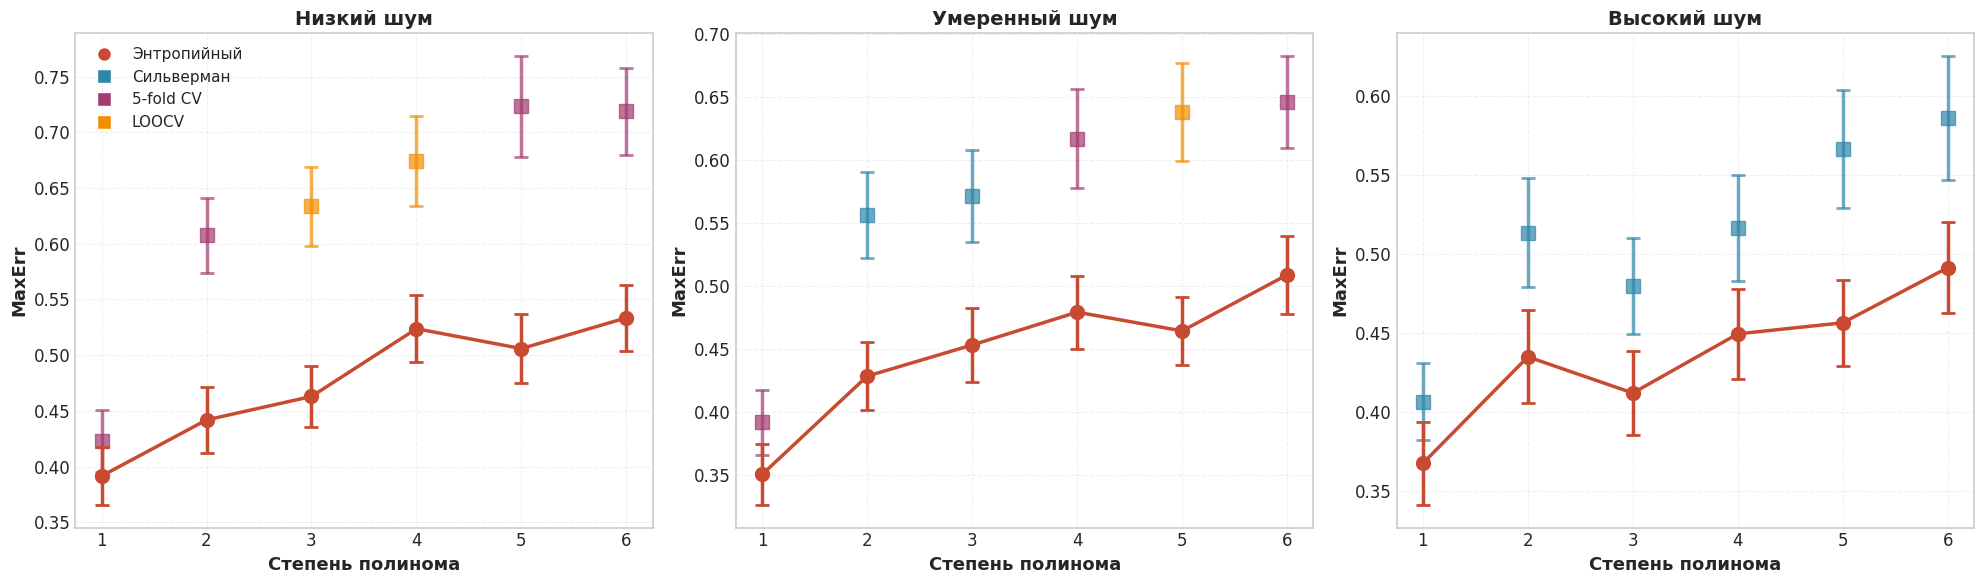 Низкий шум
Энтропийный
Сильверман
5-fold CV
LOOCV
0.75
0.70
0.65
0.60
0.55
0.50
0.45
0.40
0.35
MaxErr
1 2 3 4 5 6
Степень полинома
Умеренный шум
0.70
0.65
0.60
0.55
0.50
0.45
0.40
0.35
MaxErr
1 2 3 4 5 6
Степень полинома
Высокий шум
0.60
0.55
0.50
0.45
0.40
0.35
MaxErr
1 2 3 4 5 6
Степень полинома